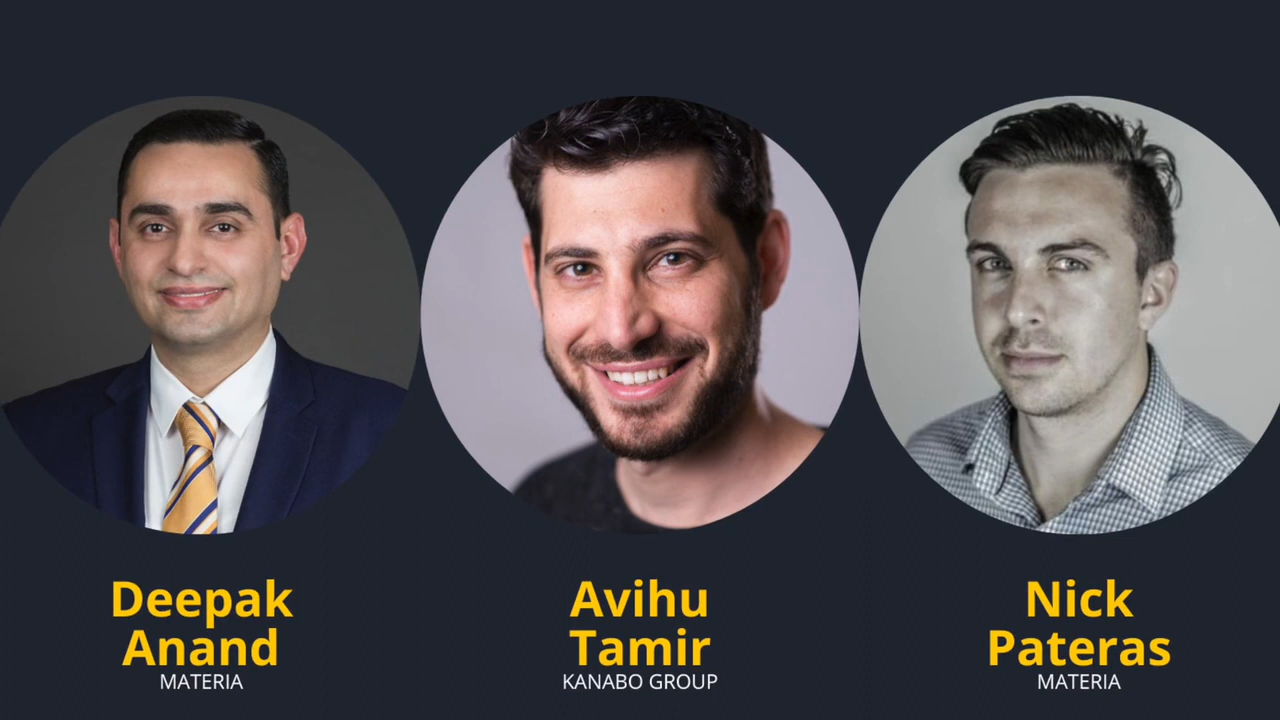 Deepak
Anand
MATERIA
Avihu
Tamir
KANABO GROUP
Nick
Pateras
MATERIA